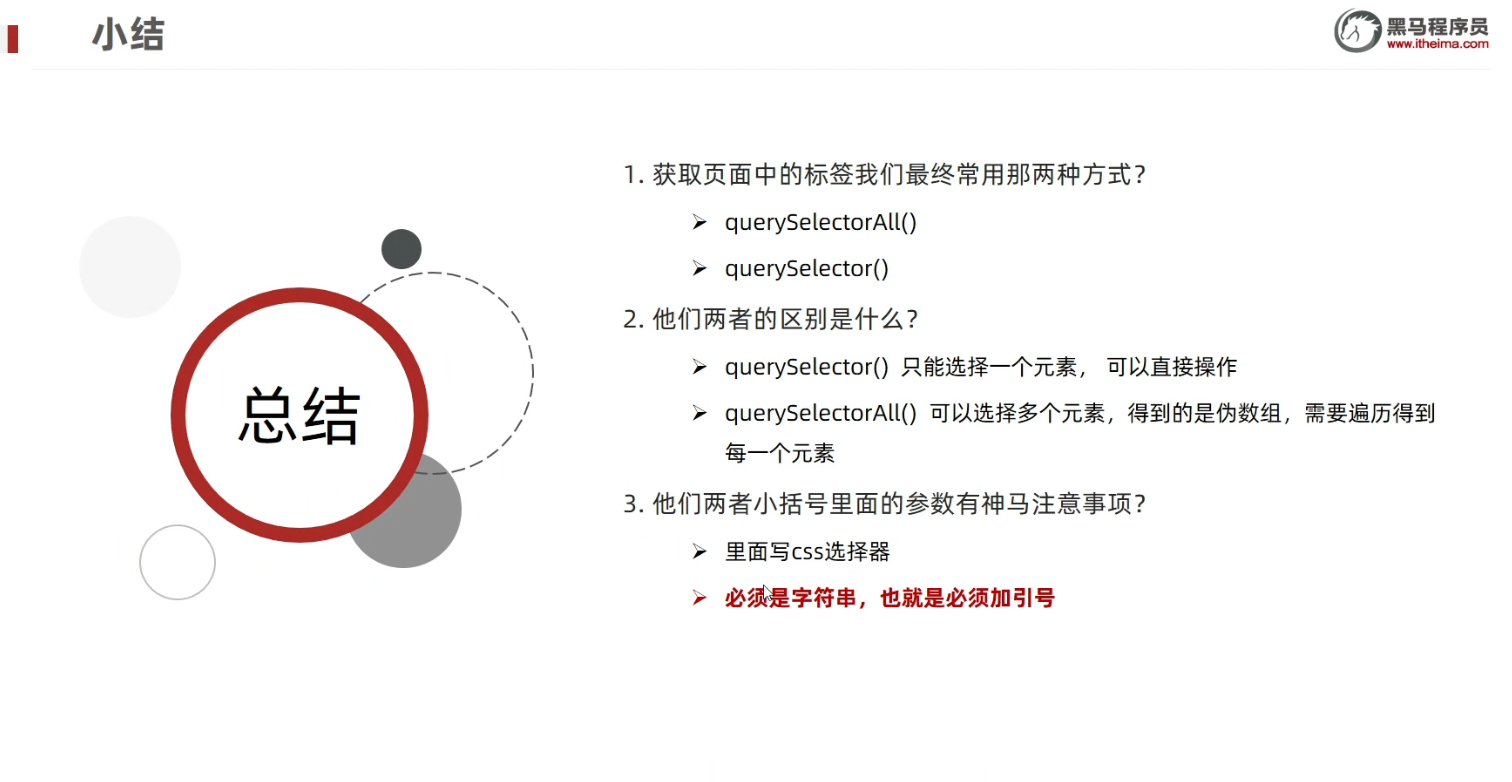 小结
黑马程序员
www.itheima.com
总结
1. 获取页面中的标签我们最终常用那两种方式？
➢ querySelectorAll()
➢ querySelector()
2. 他们两者的区别是什么？
➢ querySelector() 只能选择一个元素， 可以直接操作
➢ querySelectorAll() 可以选择多个元素，得到的是伪数组，需要遍历得到
每一个元素
3. 他们两者小括号里面的参数有神马注意事项？
➢ 里面写css选择器
➢ 必须是字符串，也就是必须加引号